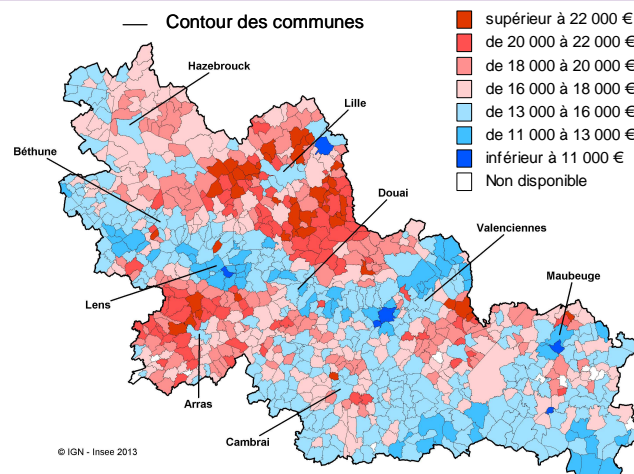 Contour des communes
supérieur à 22 000 €
de 20 000 à 22 000 €
de 18 000 à 20 000 €
de 16 000 à 18 000 €
de 13 000 à 16 000 €
de 11 000 à 13 000 €
inférieur à 11 000 €
Non disponible
Hazebrouck
Lille
Béthune
Douai
Valenciennes
Maubeuge
Lens
Arras
Cambrai
© IGN - Insee 2013